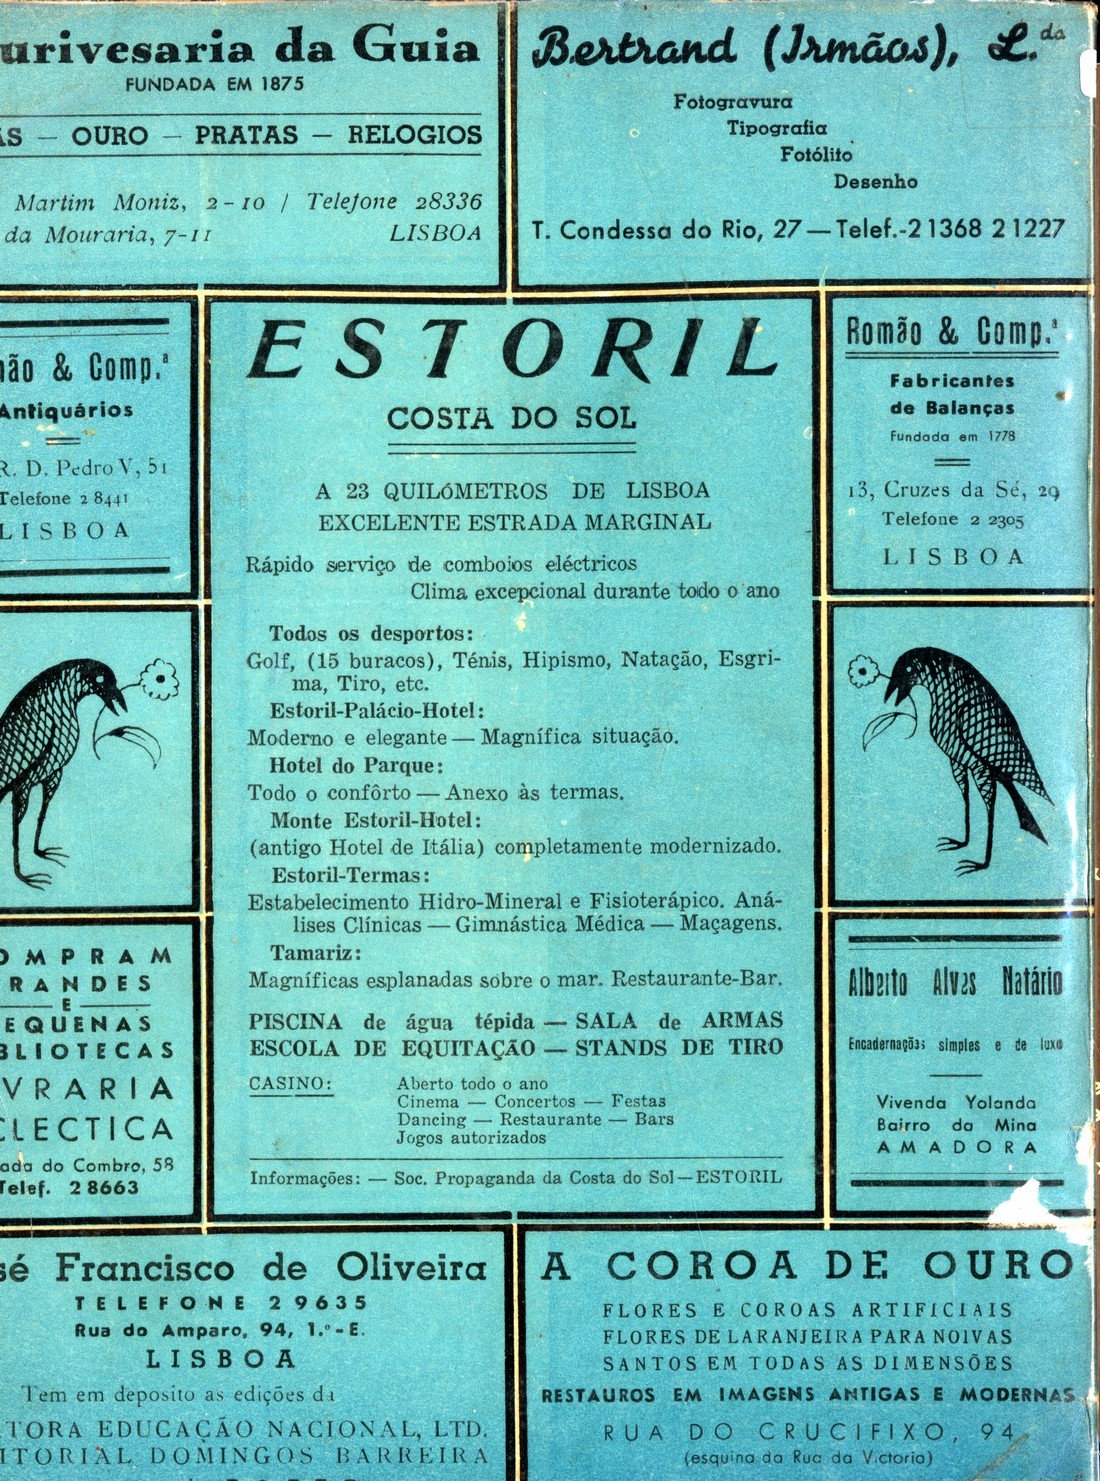 urivesaria da Guia
FUNDADA EM 1875
AS — OURO — PRATAS — RELOGIOS
Martim Moniz, 2-10 / Telefone 28336
da Mouraria, 7-11 LISBOA
Bertrand (Irmãos), L.da
Fotogravura
Tipografia
Fotólito
Desenho
T. Condessa do Rio, 27 — Telef.-21368 21227
não & Comp.ª
Antiquários
R. D. Pedro V, 51
Telefone 2 8441
LISBOA
ESTORIL
COSTA DO SOL
A 23 QUILÓMETROS DE LISBOA
EXCELENTE ESTRADA MARGINAL
Rápido serviço de comboios eléctricos
Clima excepcional durante todo o ano
Todos os desportos:
Golf, (15 buracos), Ténis, Hipismo, Natação, Esgri-
ma, Tiro, etc.
Estoril-Palácio-Hotel:
Moderno e elegante — Magnífica situação.
Hotel do Parque:
Todo o confôrto — Anexo às termas.
Monte Estoril-Hotel:
(antigo Hotel de Itália) completamente modernizado.
Estoril-Termas:
Estabelecimento Hidro-Mineral e Fisioterápico. Aná-
lises Clínicas — Gimnástica Médica — Maçagens.
Tamariz:
Magníficas esplanadas sobre o mar. Restaurante-Bar.
PISCINA de água tépida — SALA de ARMAS
ESCOLA DE EQUITAÇÃO — STANDS DE TIRO
CASINO: Aberto todo o ano
Cinema — Concertos — Festas
Dancing — Restaurante — Bars
Jogos autorizados
Informações: — Soc. Propaganda da Costa do Sol — ESTORIL
Romão & Comp.ª
Fabricantes
de Balanças
Fundada em 1778
13, Cruzes da Sé, 29
Telefone 2 2305
LISBOA
OMPRAM
RANDES
E
EQUENAS
BLIOTECAS
VRARIA
CLECTICA
ada do Combro, 58
Telef. 28663
Alberto Alves Natário
Encadernações simples e de luxo
Vivenda Yolanda
Bairro da Mina
AMADORA
sé Francisco de Oliveira
TELEFONE 29635
Rua do Amparo, 94, 1.º-E.
LISBOA
Tem em deposito as edições da
TORA EDUCAÇÃO NACIONAL, LTD.
ITORIAL DOMINGOS BARREIRA
A COROA DE OURO
FLORES E COROAS ARTIFICIAIS
FLORES DE LARANJEIRA PARA NOIVAS
SANTOS EM TODAS AS DIMENSÕES
RESTAUROS EM IMAGENS ANTIGAS E MODERNAS
RUA DO CRUCIFIXO, 94
(esquina da Rua da Victoria)